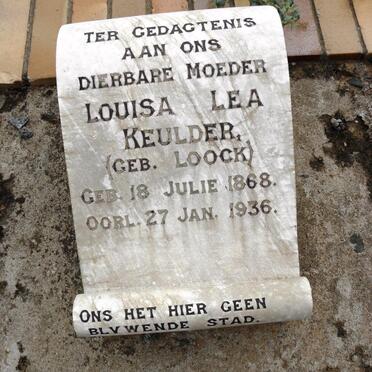 TER GEDAGTENIS
AAN ONS
DIERBARE MOEDER
LOUISA LEA
KEULDER,
(GEB. LOOCK)
GEB. 18 JULIE 1868.
OORL. 27 JAN. 1936.
ONS HET HIER GEEN
BLYWENDE STAD.